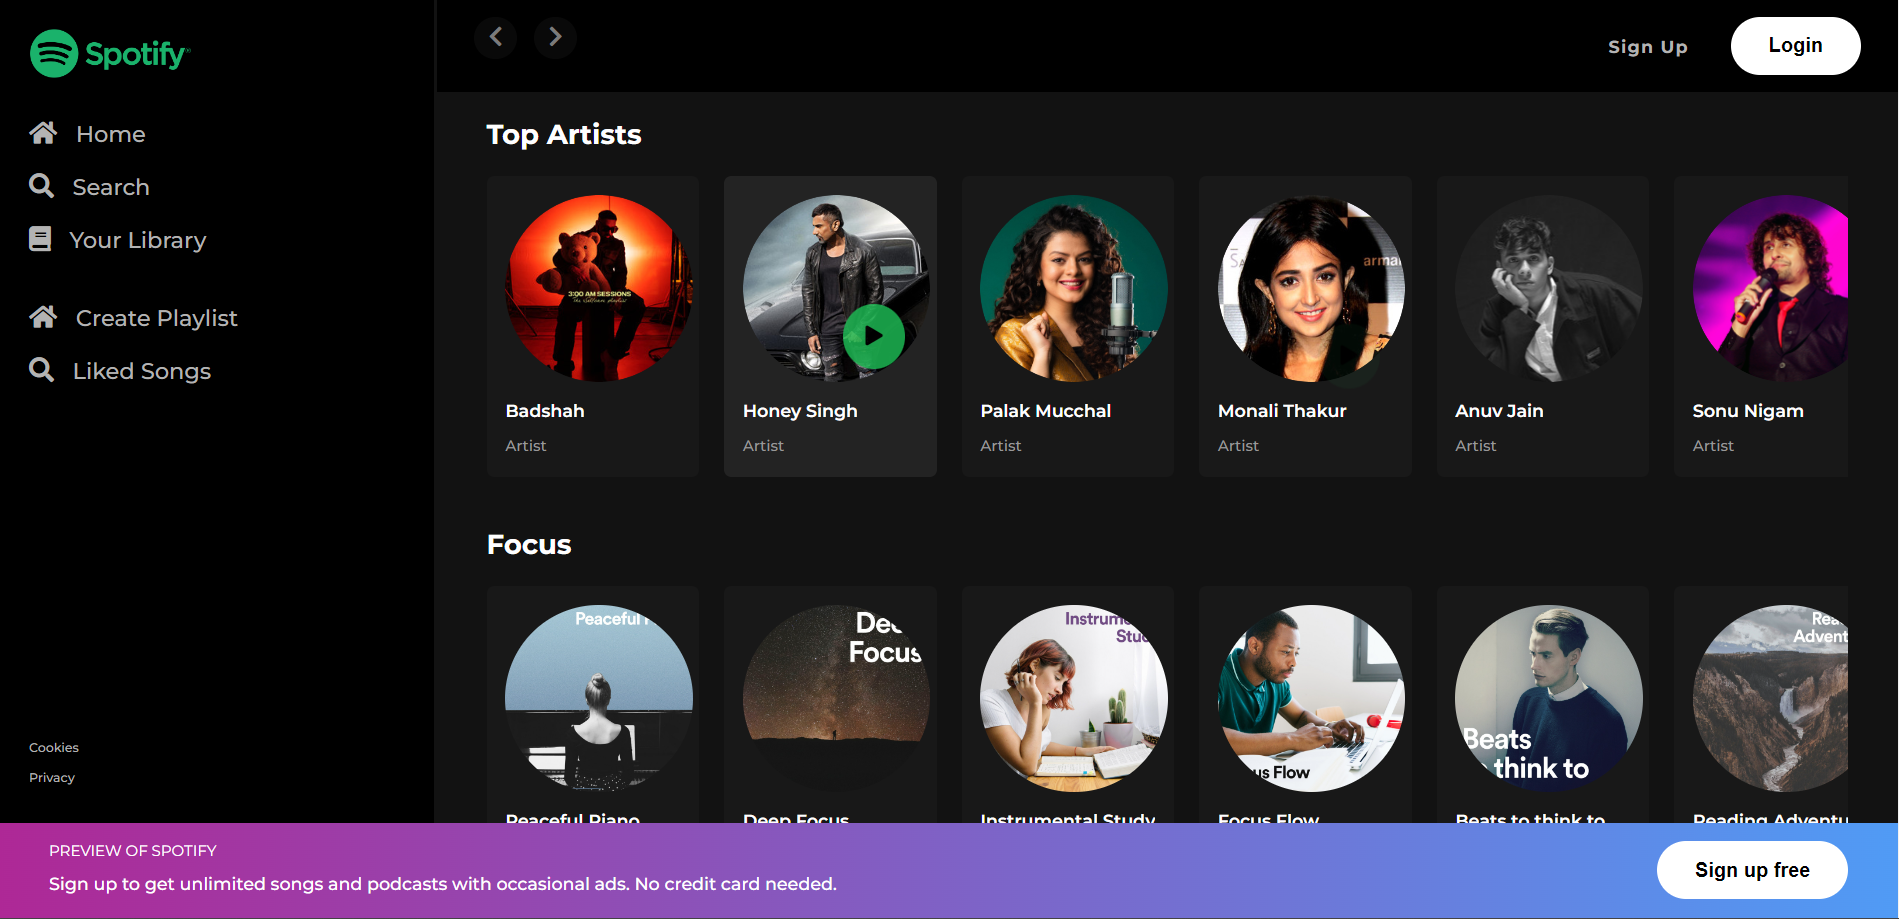 Spotify
Home
Search
Your Library
Create Playlist
Liked Songs
Cookies
Privacy
Sign Up
Login
Top Artists
3:00 AM SESSIONS
arma
Badshah
Artist
Honey Singh
Artist
Palak Mucchal
Artist
Monali Thakur
Artist
Anuv Jain
Artist
Sonu Nigam
Artist
Focus
Peaceful
Deep
Focus
Instrum
Stud
us Flow
Beats
think to
Rea
Advent
Peaceful Piano
Deep Focus
Instrumental Study
Focus Flow
Beats to think to
Reading Adventu
PREVIEW OF SPOTIFY
Sign up to get unlimited songs and podcasts with occasional ads. No credit card needed.
Sign up free